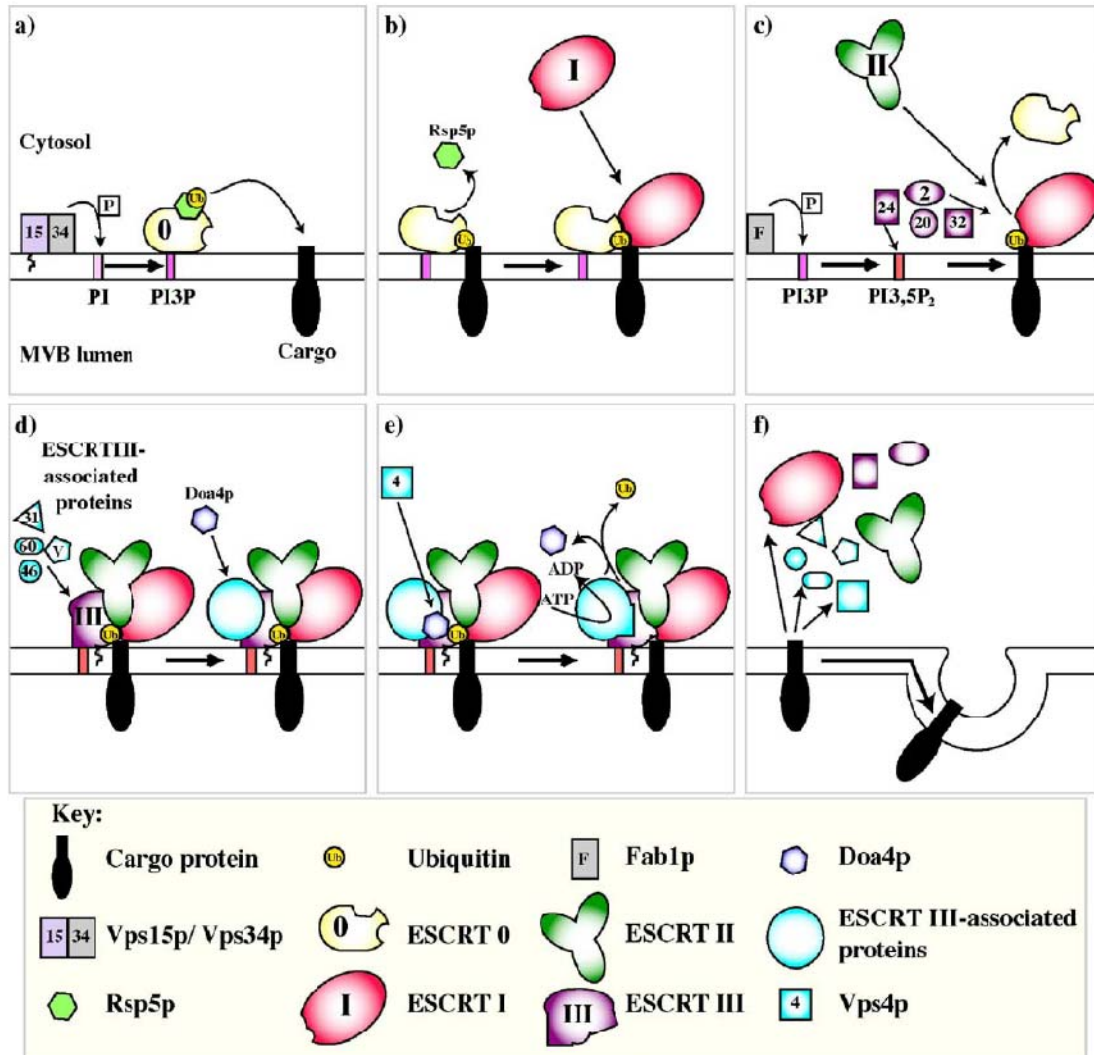 a)
Cytosol
P
15 34
Ub
0
PI PI3P
Cargo
MVB lumen
b)
I
Rsp5p
Ub
Ub
c)
II
P
F
24
2
20
32
Ub
PI3P PI3,5P2
d)
ESCRTIII-
associated
proteins
31
60
V
46
Doa4p
III
Ub
Ub
e)
4
Ub
ADP
ATP
Ub
f)
Key:
Cargo protein
Ub Ubiquitin
F Fab1p
Doa4p
15 34 Vps15p/ Vps34p
0 ESCRT 0
ESCRT II
ESCRT III-associated
proteins
Rsp5p
I ESCRT I
III ESCRT III
4 Vps4p